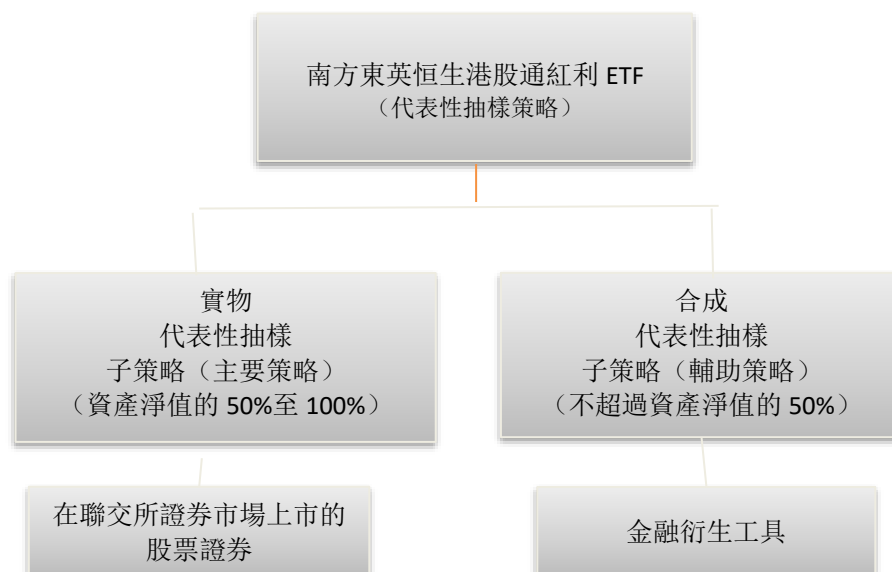 南方東英恒生港股通紅利 ETF
（代表性抽樣策略）
實物
代表性抽樣
子策略（主要策略）
（資產淨值的 50%至 100%）
合成
代表性抽樣
子策略（輔助策略）
（不超過資產淨值的 50%）
在聯交所證券市場上市的
股票證券
金融衍生工具